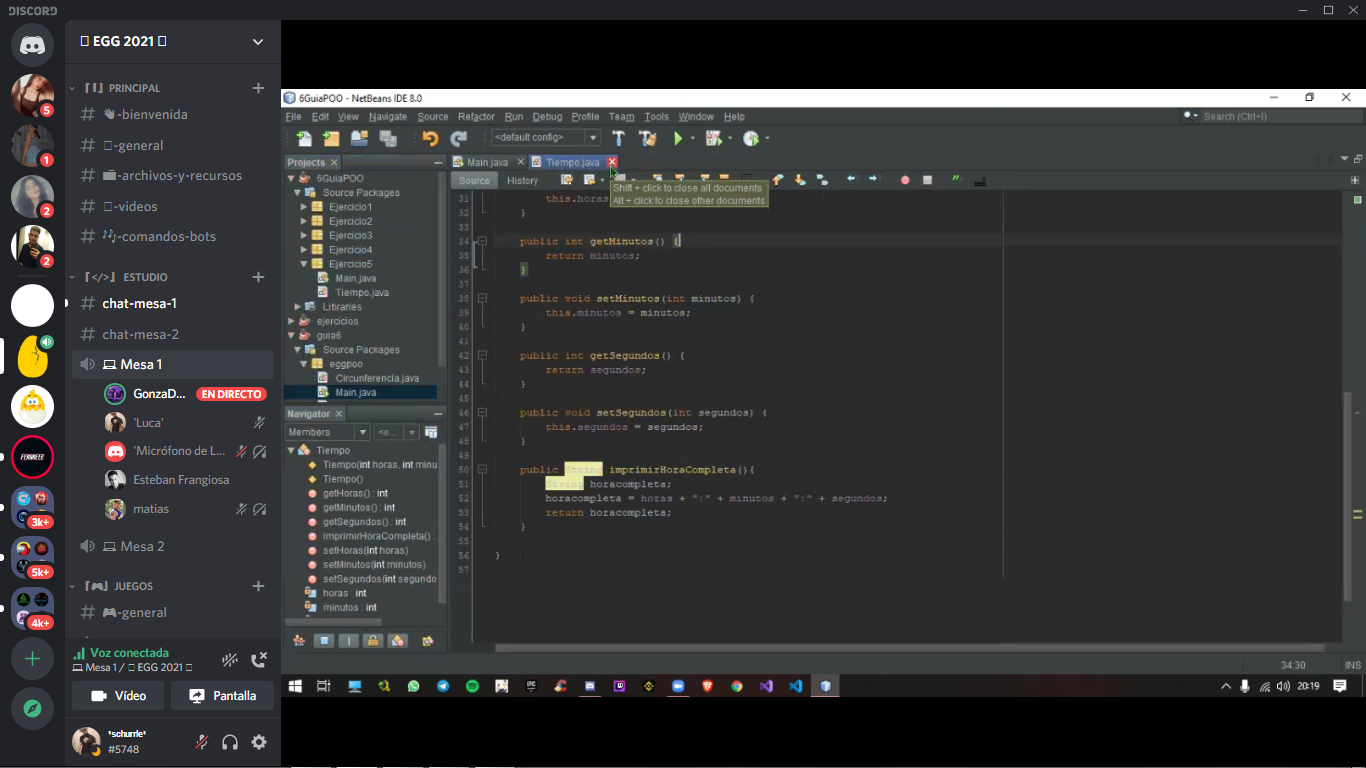 DISCORD
EGG 2021
PRINCIPAL
-bienvenida
-general
-archivos-y-recursos
-videos
-comandos-bots
[</>] ESTUDIO
chat-mesa-1
chat-mesa-2
Mesa 1
GonzaD... EN DIRECTO
'Luca'
'Micrófono de L...
Esteban Frangiosa
matias
Mesa 2
JUEGOS
-general
Voz conectada
Mesa 1 / EGG 2021
Vídeo
Pantalla
*schurrle*
#5748
5
1
2
2
3k+
5k+
4k+
6GuiaPOO - NetBeans IDE 8.0
File Edit View Navigate Source Refactor Run Debug Profile Team Tools Window Help
Search (Ctrl+I)
<default config>
Projects
6GuiaPOO
Source Packages
Ejercicio1
Ejercicio2
Ejercicio3
Ejercicio4
Ejercicio5
Main.java
Tiempo.java
Libraries
ejercicios
guia6
Source Packages
eggpoo
Circunferencia.java
Main.java
Navigator
Members
<e...
Tiempo
Tiempo(int horas, int minu
Tiempo()
getHoras() : int
getMinutos() : int
getSegundos() : int
imprimirHoraCompleta() :
setHoras(int horas)
setMinutos(int minutos)
setSegundos(int segundo
horas : int
minutos : int
Main.java
Tiempo.java
Source
History
Shift + click to close all documents
Alt + click to close other documents
31 this.horas
32 }
33
34 public int getMinutos() {
35 return minutos;
36 }
37
38 public void setMinutos(int minutos) {
39 this.minutos = minutos;
40 }
41
42 public int getSegundos() {
43 return segundos;
44 }
45
46 public void setSegundos(int segundos) {
47 this.segundos = segundos;
48 }
49
50 public String imprimirHoraCompleta(){
51 String horacompleta;
52 horacompleta = horas + ":" + minutos + ":" + segundos;
53 return horacompleta;
54 }
55
56 }
57
34:30
INS
20:19